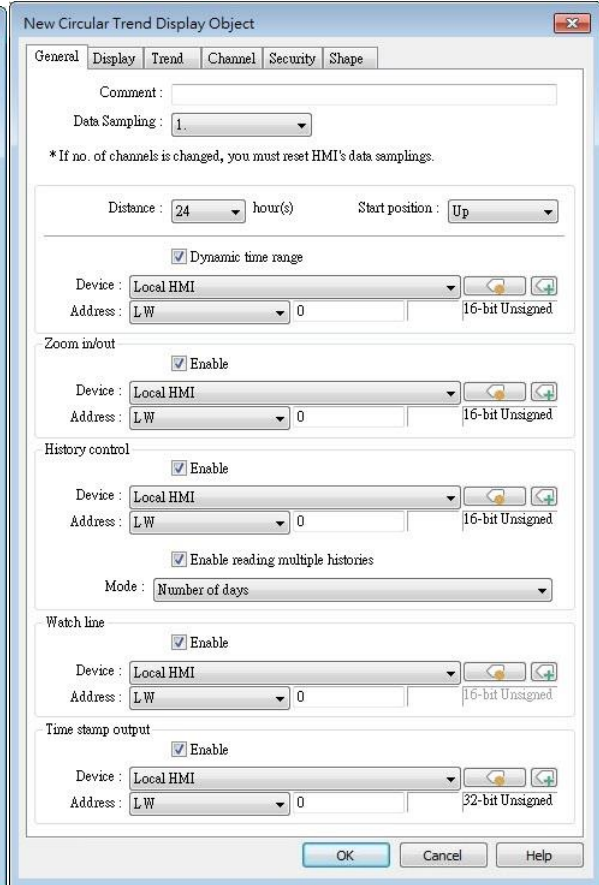 New Circular Trend Display Object
General Display Trend Channel Security Shape
Comment :
Data Sampling : 1.
* If no. of channels is changed, you must reset HMI's data samplings.
Distance : 24 hour(s) Start position : Up
Dynamic time range
Device : Local HMI
Address : LW 0 16-bit Unsigned
Zoom in/out
Enable
Device : Local HMI
Address : LW 0 16-bit Unsigned
History control
Enable
Device : Local HMI
Address : LW 0 16-bit Unsigned
Enable reading multiple histories
Mode : Number of days
Watch line
Enable
Device : Local HMI
Address : LW 0 16-bit Unsigned
Time stamp output
Enable
Device : Local HMI
Address : LW 0 32-bit Unsigned
OK Cancel Help